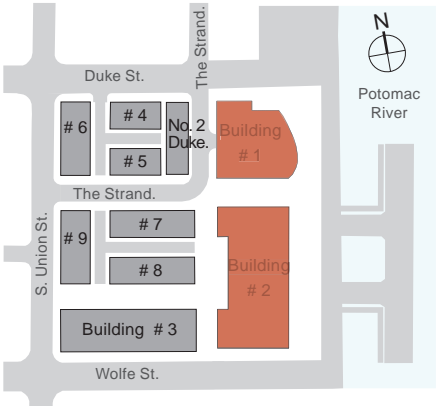 N
The Strand.
Duke St.
Potomac
River
# 6
# 4
No. 2
Duke.
# 5
Building
# 1
The Strand.
S. Union St.
# 9
# 7
# 8
Building
# 2
Building # 3
Wolfe St.